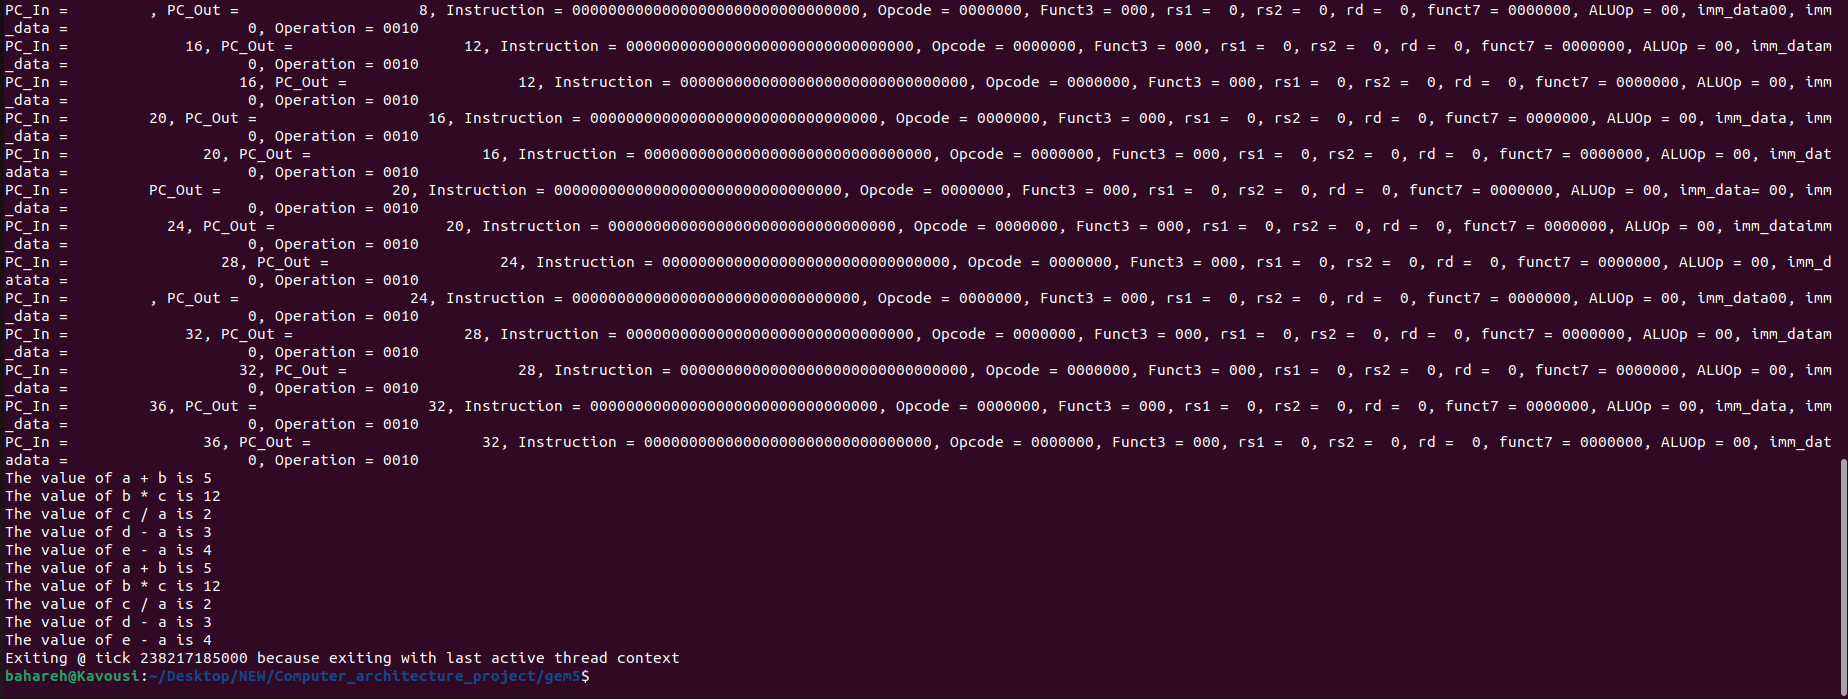 PC_In =         , PC_Out =                    8, Instruction = 00000000000000000000000000000000, Opcode = 0000000, Funct3 = 000, rs1 =  0, rs2 =  0, rd =  0, funct7 = 0000000, ALUOp = 00, imm_data00, imm
_data =                    0, Operation = 0010
PC_In =             16, PC_Out =                   12, Instruction = 00000000000000000000000000000000, Opcode = 0000000, Funct3 = 000, rs1 =  0, rs2 =  0, rd =  0, funct7 = 0000000, ALUOp = 00, imm_datam
_data =                    0, Operation = 0010
PC_In =                   16, PC_Out =                   12, Instruction = 00000000000000000000000000000000, Opcode = 0000000, Funct3 = 000, rs1 =  0, rs2 =  0, rd =  0, funct7 = 0000000, ALUOp = 00, imm
_data =                    0, Operation = 0010
PC_In =         20, PC_Out =                   16, Instruction = 00000000000000000000000000000000, Opcode = 0000000, Funct3 = 000, rs1 =  0, rs2 =  0, rd =  0, funct7 = 0000000, ALUOp = 00, imm_data, imm
_data =                    0, Operation = 0010
PC_In =               20, PC_Out =                   16, Instruction = 00000000000000000000000000000000, Opcode = 0000000, Funct3 = 000, rs1 =  0, rs2 =  0, rd =  0, funct7 = 0000000, ALUOp = 00, imm_dat
adata =                    0, Operation = 0010
PC_In =         PC_Out =                   20, Instruction = 00000000000000000000000000000000, Opcode = 0000000, Funct3 = 000, rs1 =  0, rs2 =  0, rd =  0, funct7 = 0000000, ALUOp = 00, imm_data= 00, imm
_data =                    0, Operation = 0010
PC_In =           24, PC_Out =                   20, Instruction = 00000000000000000000000000000000, Opcode = 0000000, Funct3 = 000, rs1 =  0, rs2 =  0, rd =  0, funct7 = 0000000, ALUOp = 00, imm_dataimm
_data =                    0, Operation = 0010
PC_In =                 28, PC_Out =                   24, Instruction = 00000000000000000000000000000000, Opcode = 0000000, Funct3 = 000, rs1 =  0, rs2 =  0, rd =  0, funct7 = 0000000, ALUOp = 00, imm_d
atata =                    0, Operation = 0010
PC_In =         , PC_Out =                   24, Instruction = 00000000000000000000000000000000, Opcode = 0000000, Funct3 = 000, rs1 =  0, rs2 =  0, rd =  0, funct7 = 0000000, ALUOp = 00, imm_data00, imm
_data =                    0, Operation = 0010
PC_In =             32, PC_Out =                   28, Instruction = 00000000000000000000000000000000, Opcode = 0000000, Funct3 = 000, rs1 =  0, rs2 =  0, rd =  0, funct7 = 0000000, ALUOp = 00, imm_datam
_data =                    0, Operation = 0010
PC_In =                   32, PC_Out =                   28, Instruction = 00000000000000000000000000000000, Opcode = 0000000, Funct3 = 000, rs1 =  0, rs2 =  0, rd =  0, funct7 = 0000000, ALUOp = 00, imm
_data =                    0, Operation = 0010
PC_In =         36, PC_Out =                   32, Instruction = 00000000000000000000000000000000, Opcode = 0000000, Funct3 = 000, rs1 =  0, rs2 =  0, rd =  0, funct7 = 0000000, ALUOp = 00, imm_data, imm
_data =                    0, Operation = 0010
PC_In =               36, PC_Out =                   32, Instruction = 00000000000000000000000000000000, Opcode = 0000000, Funct3 = 000, rs1 =  0, rs2 =  0, rd =  0, funct7 = 0000000, ALUOp = 00, imm_dat
adata =                    0, Operation = 0010
The value of a + b is 5
The value of b * c is 12
The value of c / a is 2
The value of d - a is 3
The value of e - a is 4
The value of a + b is 5
The value of b * c is 12
The value of c / a is 2
The value of d - a is 3
The value of e - a is 4
Exiting @ tick 238217185000 because exiting with last active thread context
bahareh@Kavousi:~/Desktop/NEW/Computer_architecture_project/gem5$